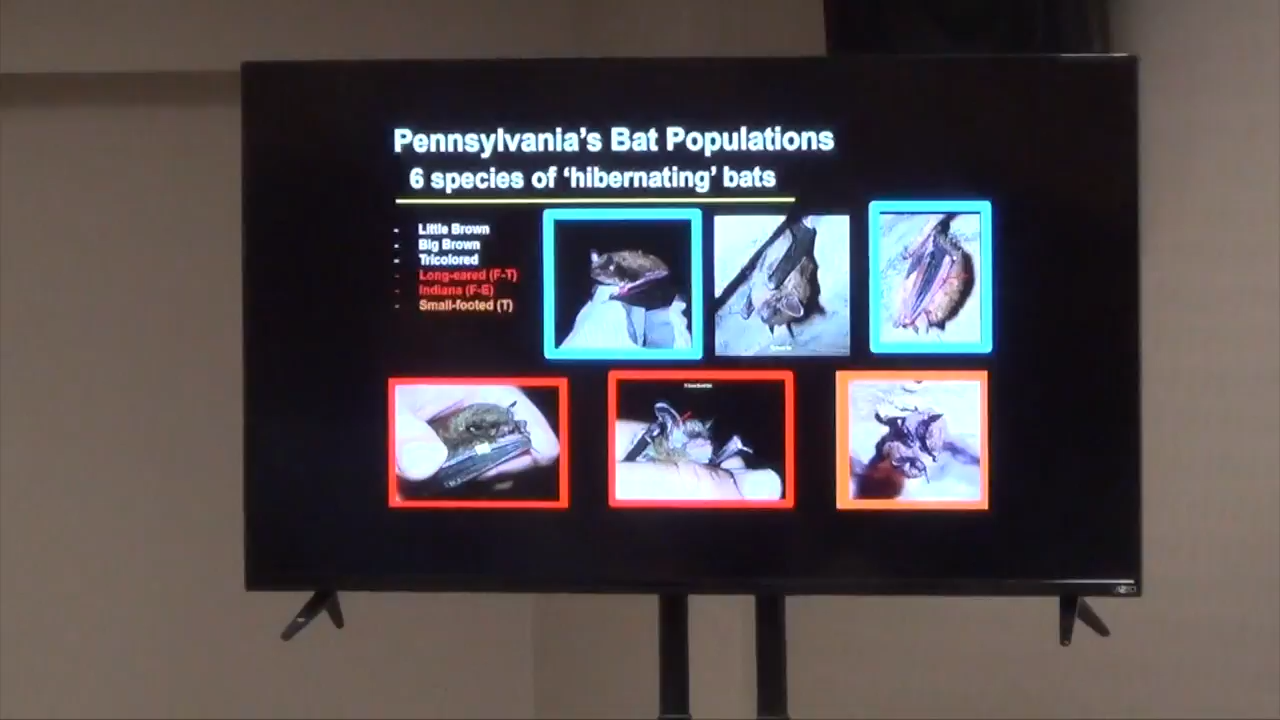 Pennsylvania's Bat Populations
6 species of 'hibernating' bats
- Little Brown
- Big Brown
- Tricolored
- Long-eared (F-T)
- Indiana (F-E)
- Small-footed (T)